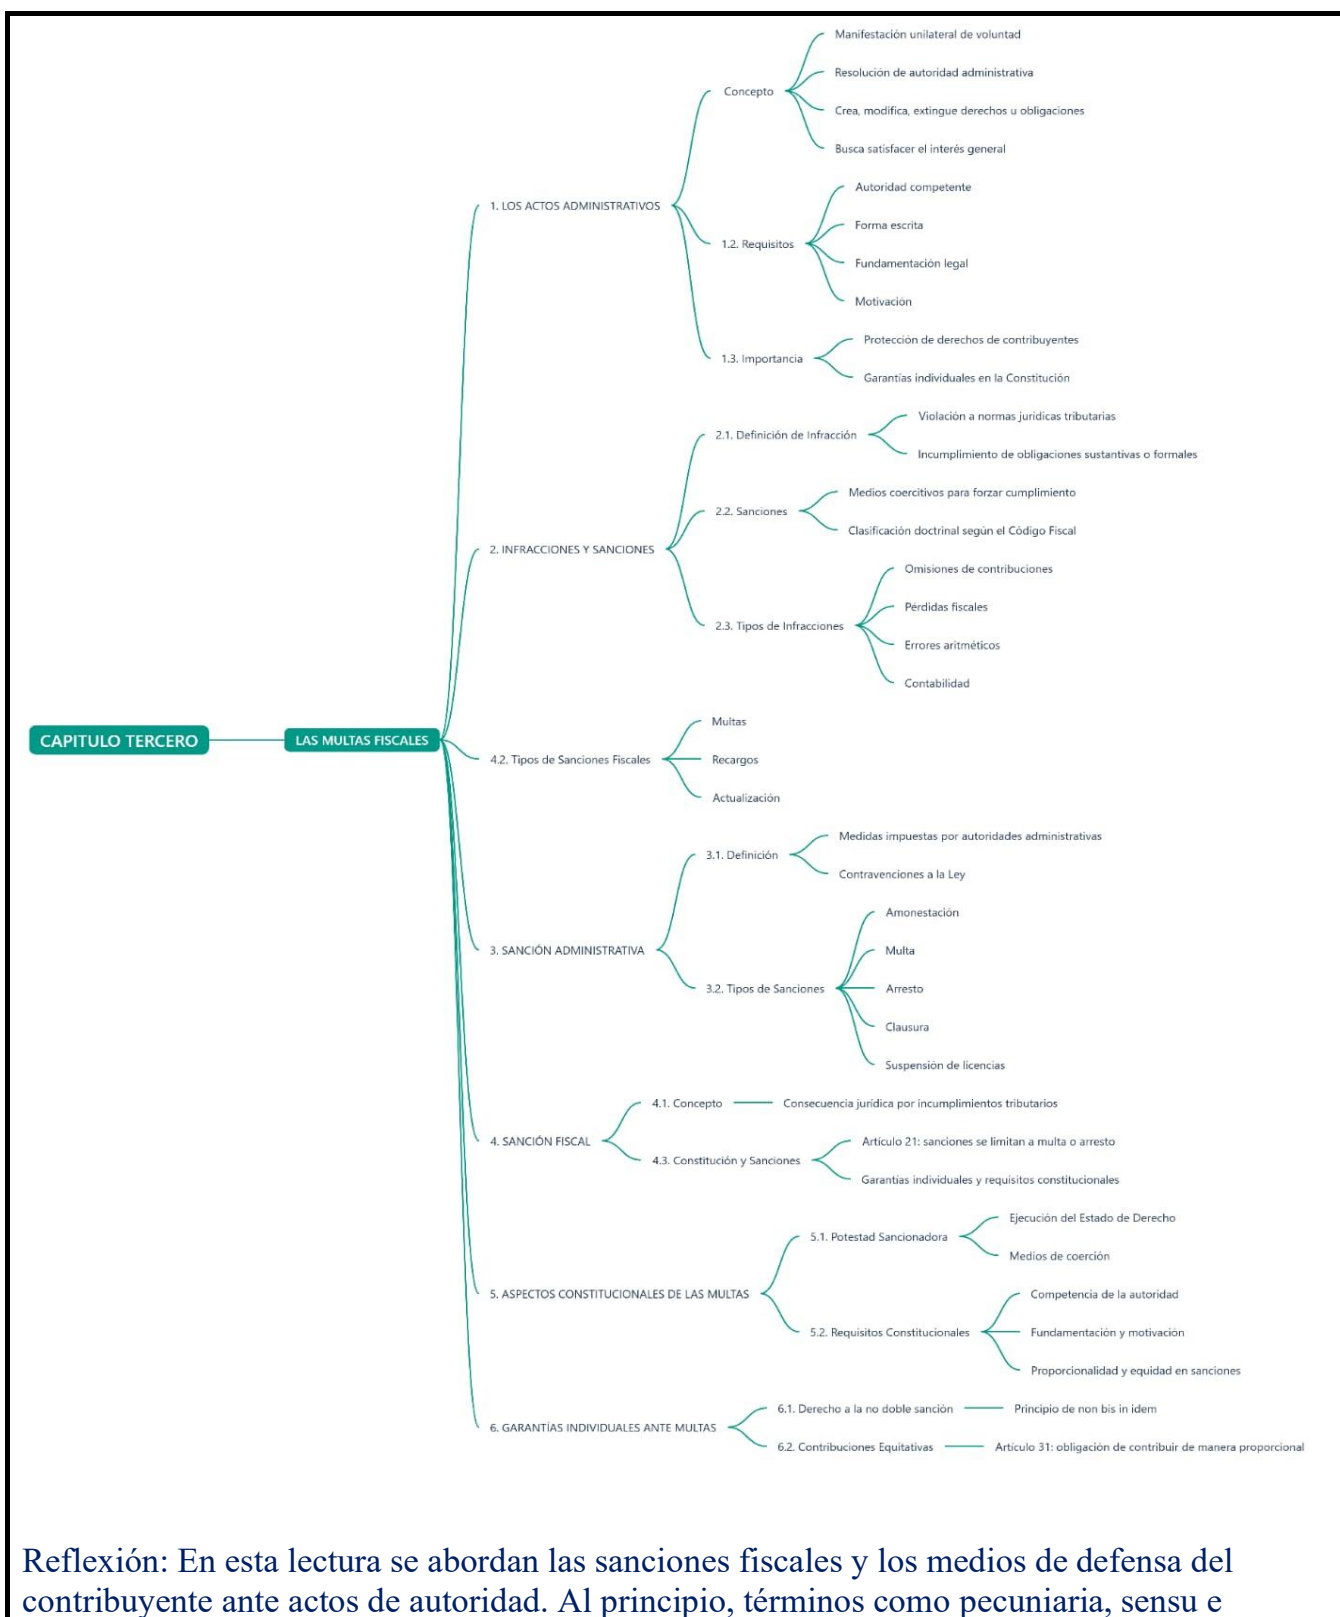 CAPITULO TERCERO
LAS MULTAS FISCALES
1. LOS ACTOS ADMINISTRATIVOS
Concepto
Manifestación unilateral de voluntad
Resolución de autoridad administrativa
Crea, modifica, extingue derechos u obligaciones
Busca satisfacer el interés general
1.2. Requisitos
Autoridad competente
Forma escrita
Fundamentación legal
Motivación
1.3. Importancia
Protección de derechos de contribuyentes
Garantías individuales en la Constitución
2. INFRACCIONES Y SANCIONES
2.1. Definición de Infracción
Violación a normas jurídicas tributarias
Incumplimiento de obligaciones sustantivas o formales
2.2. Sanciones
Medios coercitivos para forzar cumplimiento
Clasificación doctrinal según el Código Fiscal
2.3. Tipos de Infracciones
Omisiones de contribuciones
Pérdidas fiscales
Errores aritméticos
Contabilidad
4.2. Tipos de Sanciones Fiscales
Multas
Recargos
Actualización
3. SANCIÓN ADMINISTRATIVA
3.1. Definición
Medidas impuestas por autoridades administrativas
Contravenciones a la Ley
3.2. Tipos de Sanciones
Amonestación
Multa
Arresto
Clausura
Suspensión de licencias
4. SANCIÓN FISCAL
4.1. Concepto
Consecuencia jurídica por incumplimientos tributarios
4.3. Constitución y Sanciones
Artículo 21: sanciones se limitan a multa o arresto
Garantías individuales y requisitos constitucionales
5. ASPECTOS CONSTITUCIONALES DE LAS MULTAS
5.1. Potestad Sancionadora
Ejecución del Estado de Derecho
Medios de coerción
5.2. Requisitos Constitucionales
Competencia de la autoridad
Fundamentación y motivación
Proporcionalidad y equidad en sanciones
6. GARANTÍAS INDIVIDUALES ANTE MULTAS
6.1. Derecho a la no doble sanción
Principio de non bis in idem
6.2. Contribuciones Equitativas
Artículo 31: obligación de contribuir de manera proporcional
Reflexión: En esta lectura se abordan las sanciones fiscales y los medios de defensa del
contribuyente ante actos de autoridad. Al principio, términos como pecuniaria, sensu e